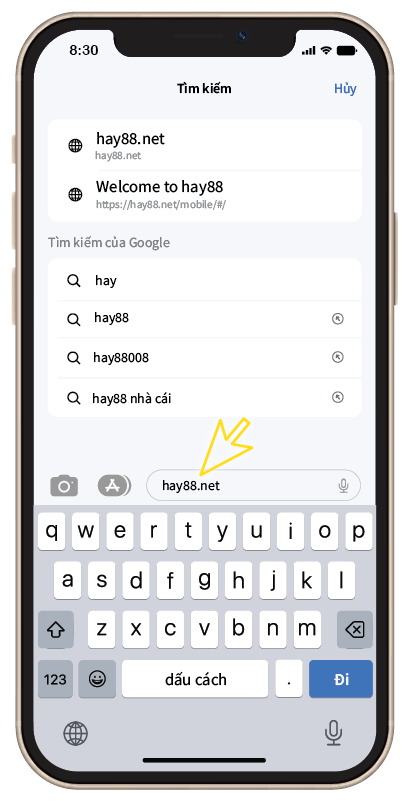 8:30
Tìm kiếm
Hủy
hay88.net
hay88.net
Welcome to hay88
https://hay88.net/mobile/#/
Tìm kiếm của Google
hay
hay88
hay88008
hay88 nhà cái
hay88.net
q w e r t y u i o p
a s d f g h j k l
z x c v b n m
123 dấu cách . Đi